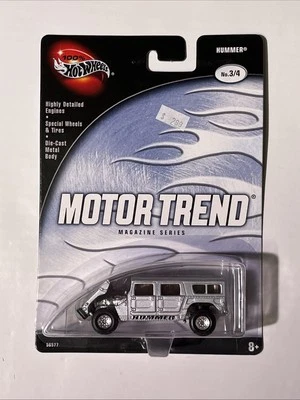 100%
Hot Wheels
HUMMER®
No.3/4
Highly Detailed
Engines
• Special Wheels
& Tires
• Die-Cast
Metal
Body
MOTOR TREND®
MAGAZINE SERIES
HUMMER
8+